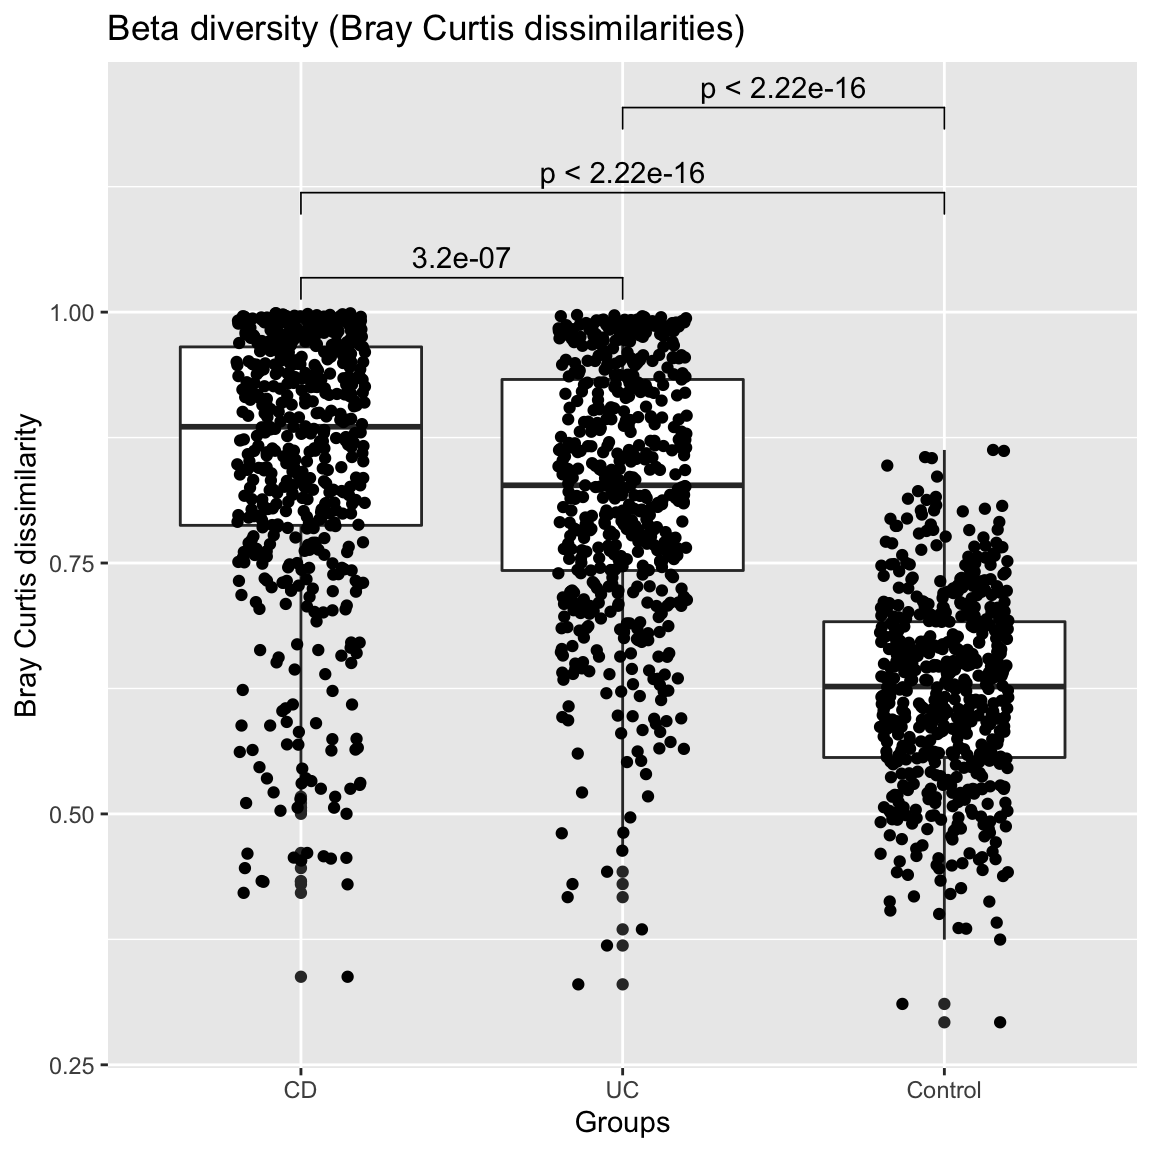 Beta diversity (Bray Curtis dissimilarities)
p < 2.22e-16
p < 2.22e-16
3.2e-07
1.00
0.75
0.50
0.25
Bray Curtis dissimilarity
CD
UC
Control
Groups